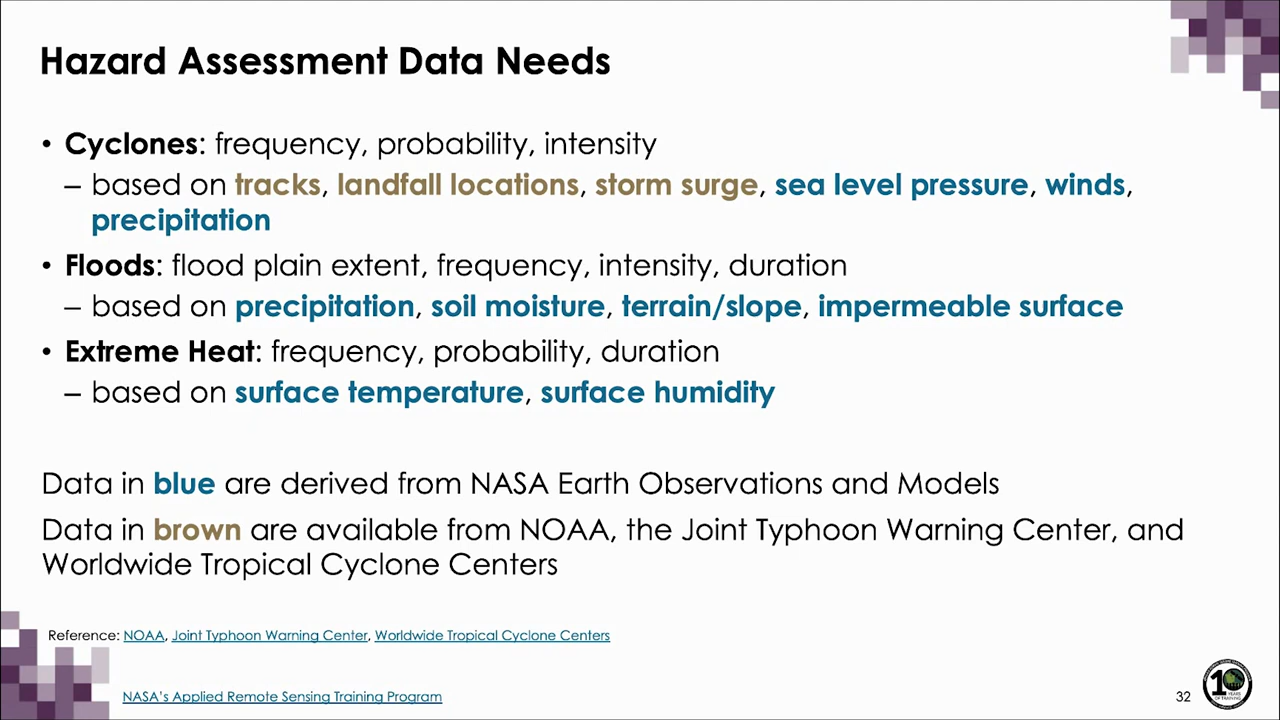 Hazard Assessment Data Needs
• Cyclones: frequency, probability, intensity
– based on tracks, landfall locations, storm surge, sea level pressure, winds,
precipitation
• Floods: flood plain extent, frequency, intensity, duration
– based on precipitation, soil moisture, terrain/slope, impermeable surface
• Extreme Heat: frequency, probability, duration
– based on surface temperature, surface humidity
Data in blue are derived from NASA Earth Observations and Models
Data in brown are available from NOAA, the Joint Typhoon Warning Center, and
Worldwide Tropical Cyclone Centers
Reference: NOAA, Joint Typhoon Warning Center, Worldwide Tropical Cyclone Centers
NASA's Applied Remote Sensing Training Program
32
10
YEARS
OF TRAINING